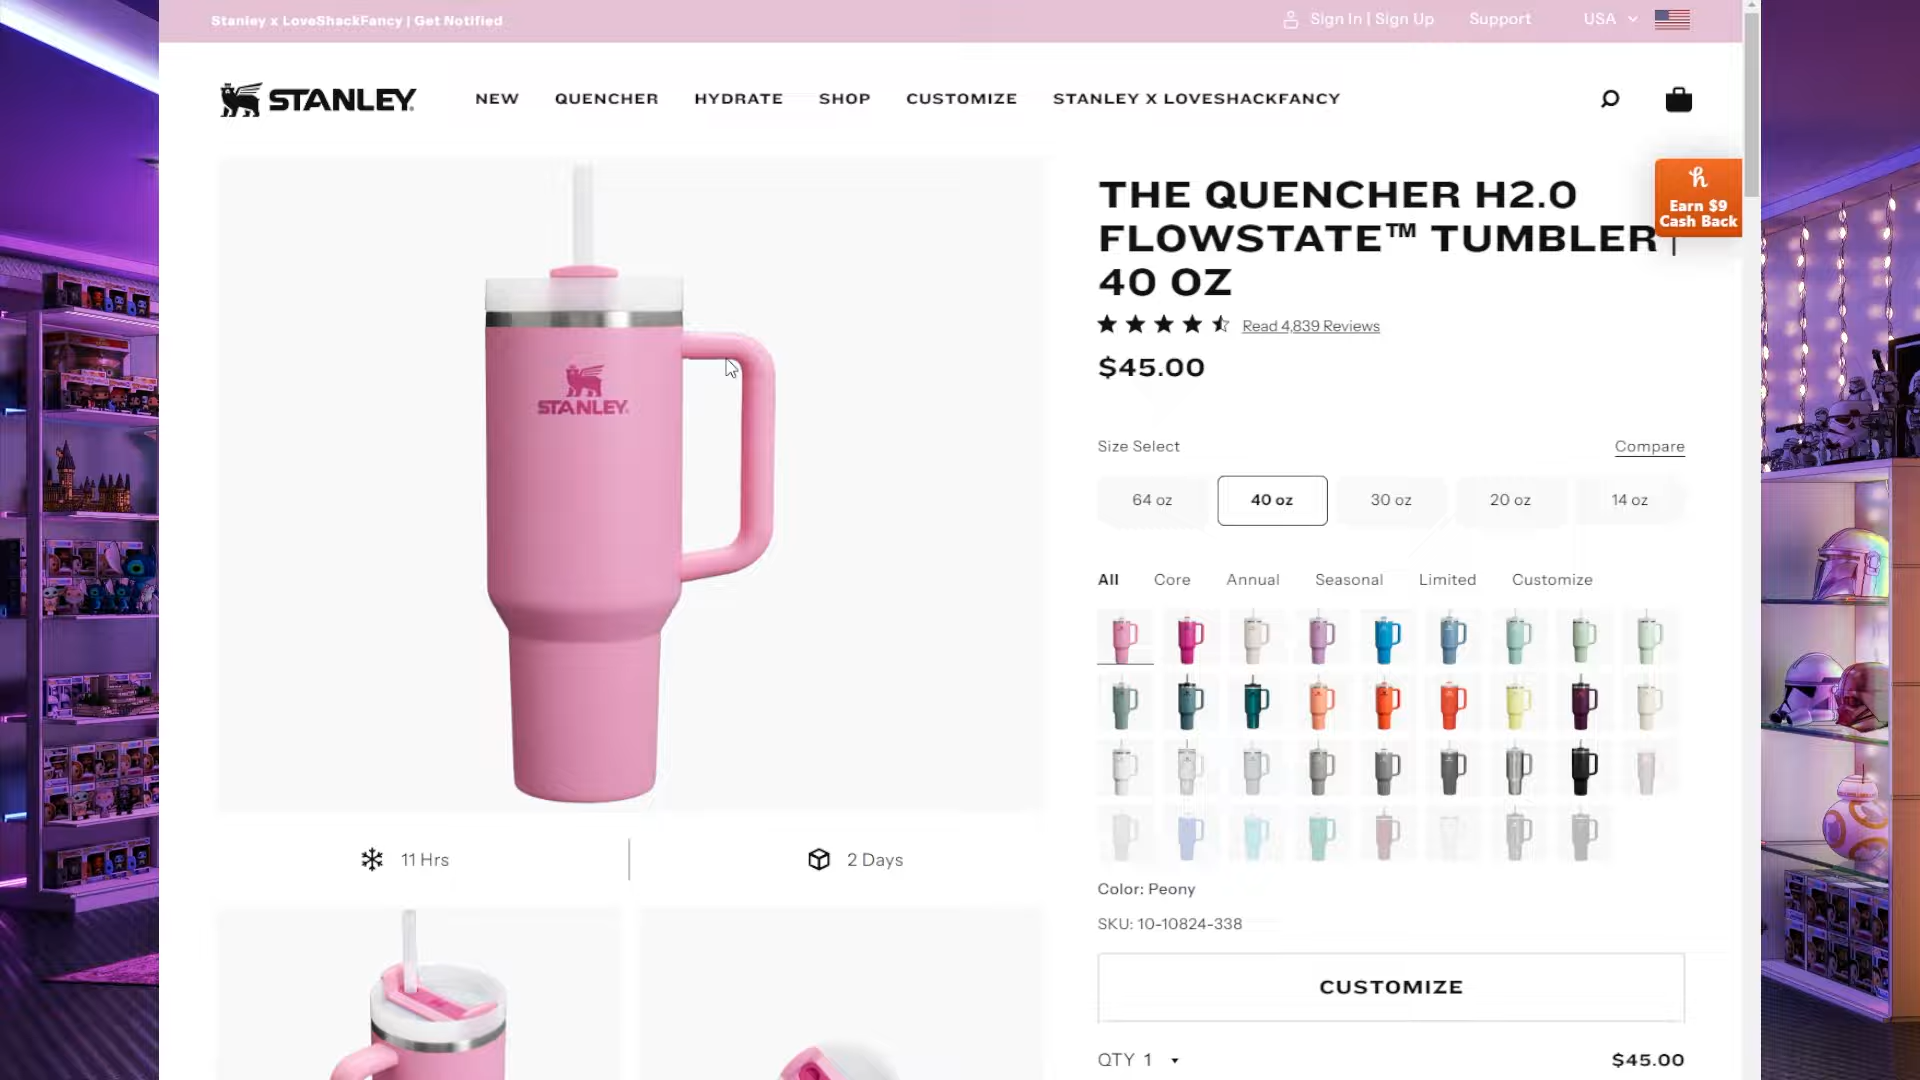 Stanley x LoveShackFancy | Get Notified
Sign In | Sign Up
Support
USA
STANLEY
NEW
QUENCHER
HYDRATE
SHOP
CUSTOMIZE
STANLEY X LOVESHACKFANCY
THE QUENCHER H2.0
FLOWSTATE™ TUMBLER |
40 OZ
Earn $9
Cash Back
Read 4,839 Reviews
$45.00
STANLEY
Size Select
Compare
64 oz
40 oz
30 oz
20 oz
14 oz
All
Core
Annual
Seasonal
Limited
Customize
11 Hrs
2 Days
Color: Peony
SKU: 10-10824-338
CUSTOMIZE
QTY 1
$45.00